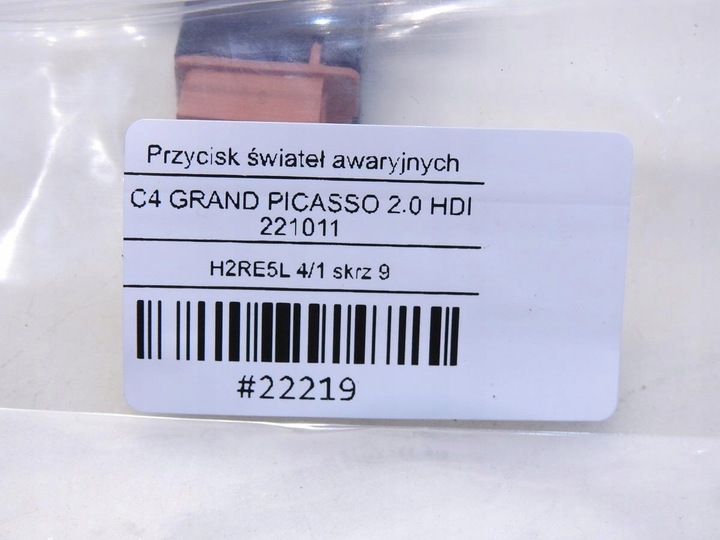 Przycisk świateł awaryjnych
C4 GRAND PICASSO 2.0 HDI
221011
H2RE5L 4/1 skrz 9
#22219